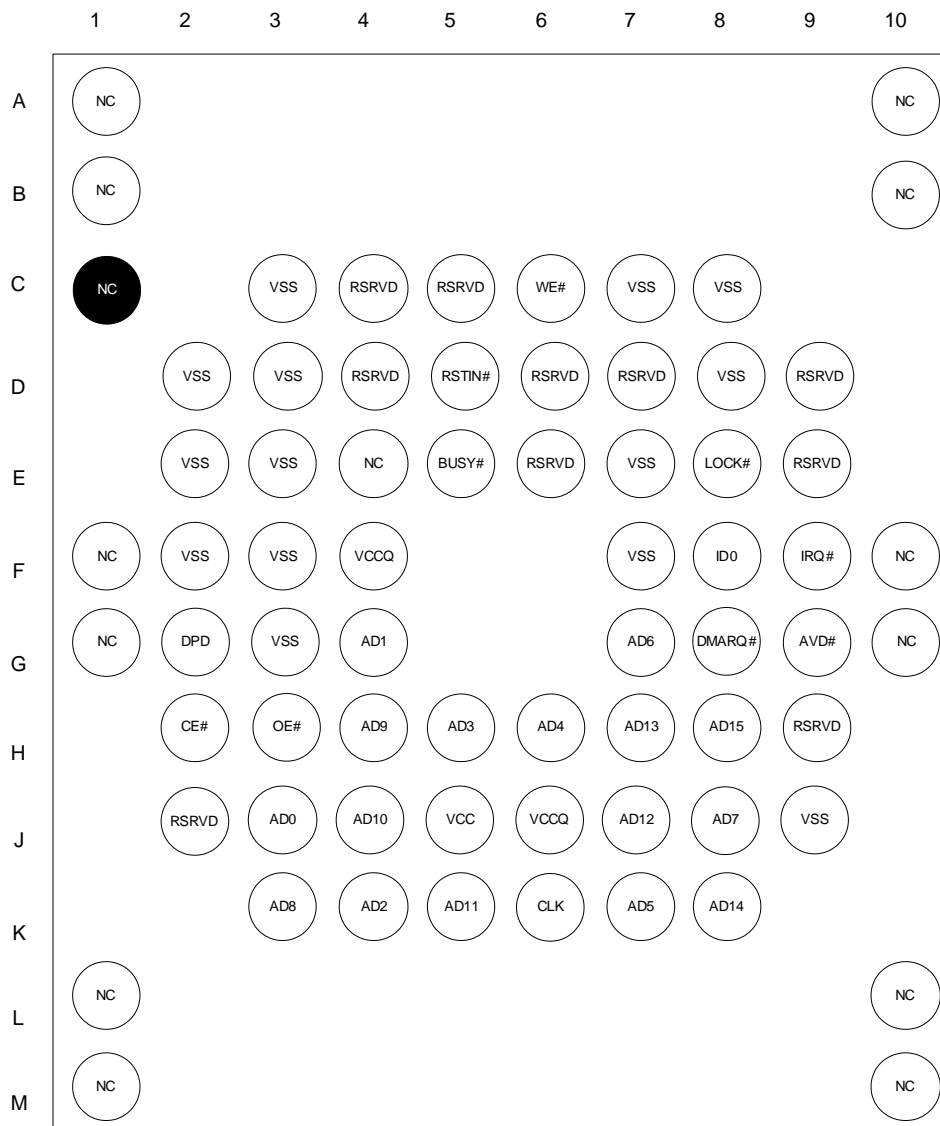 1 2 3 4 5 6 7 8 9 10
A NC NC
B NC NC
C NC VSS RSRVD RSRVD WE# VSS VSS
D VSS VSS RSRVD RSTIN# RSRVD RSRVD VSS RSRVD
E VSS VSS NC BUSY# RSRVD VSS LOCK# RSRVD
F NC VSS VSS VCCQ VSS ID0 IRQ# NC
G NC DPD VSS AD1 AD6 DMARQ# AVD# NC
H CE# OE# AD9 AD3 AD4 AD13 AD15 RSRVD
J RSRVD AD0 AD10 VCC VCCQ AD12 AD7 VSS
K AD8 AD2 AD11 CLK AD5 AD14
L NC NC
M NC NC